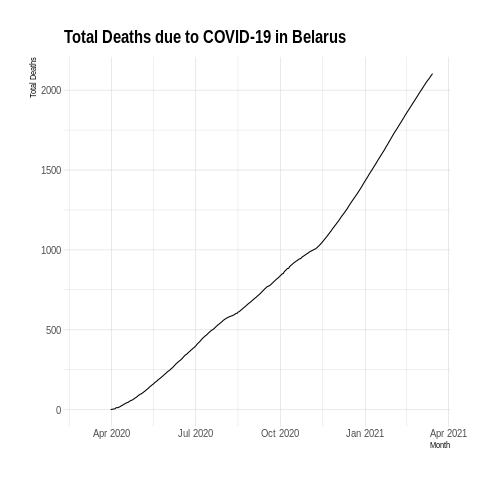 Total Deaths due to COVID-19 in Belarus
Total Deaths
2000
1500
1000
500
0
Apr 2020 Jul 2020 Oct 2020 Jan 2021 Apr 2021
Month